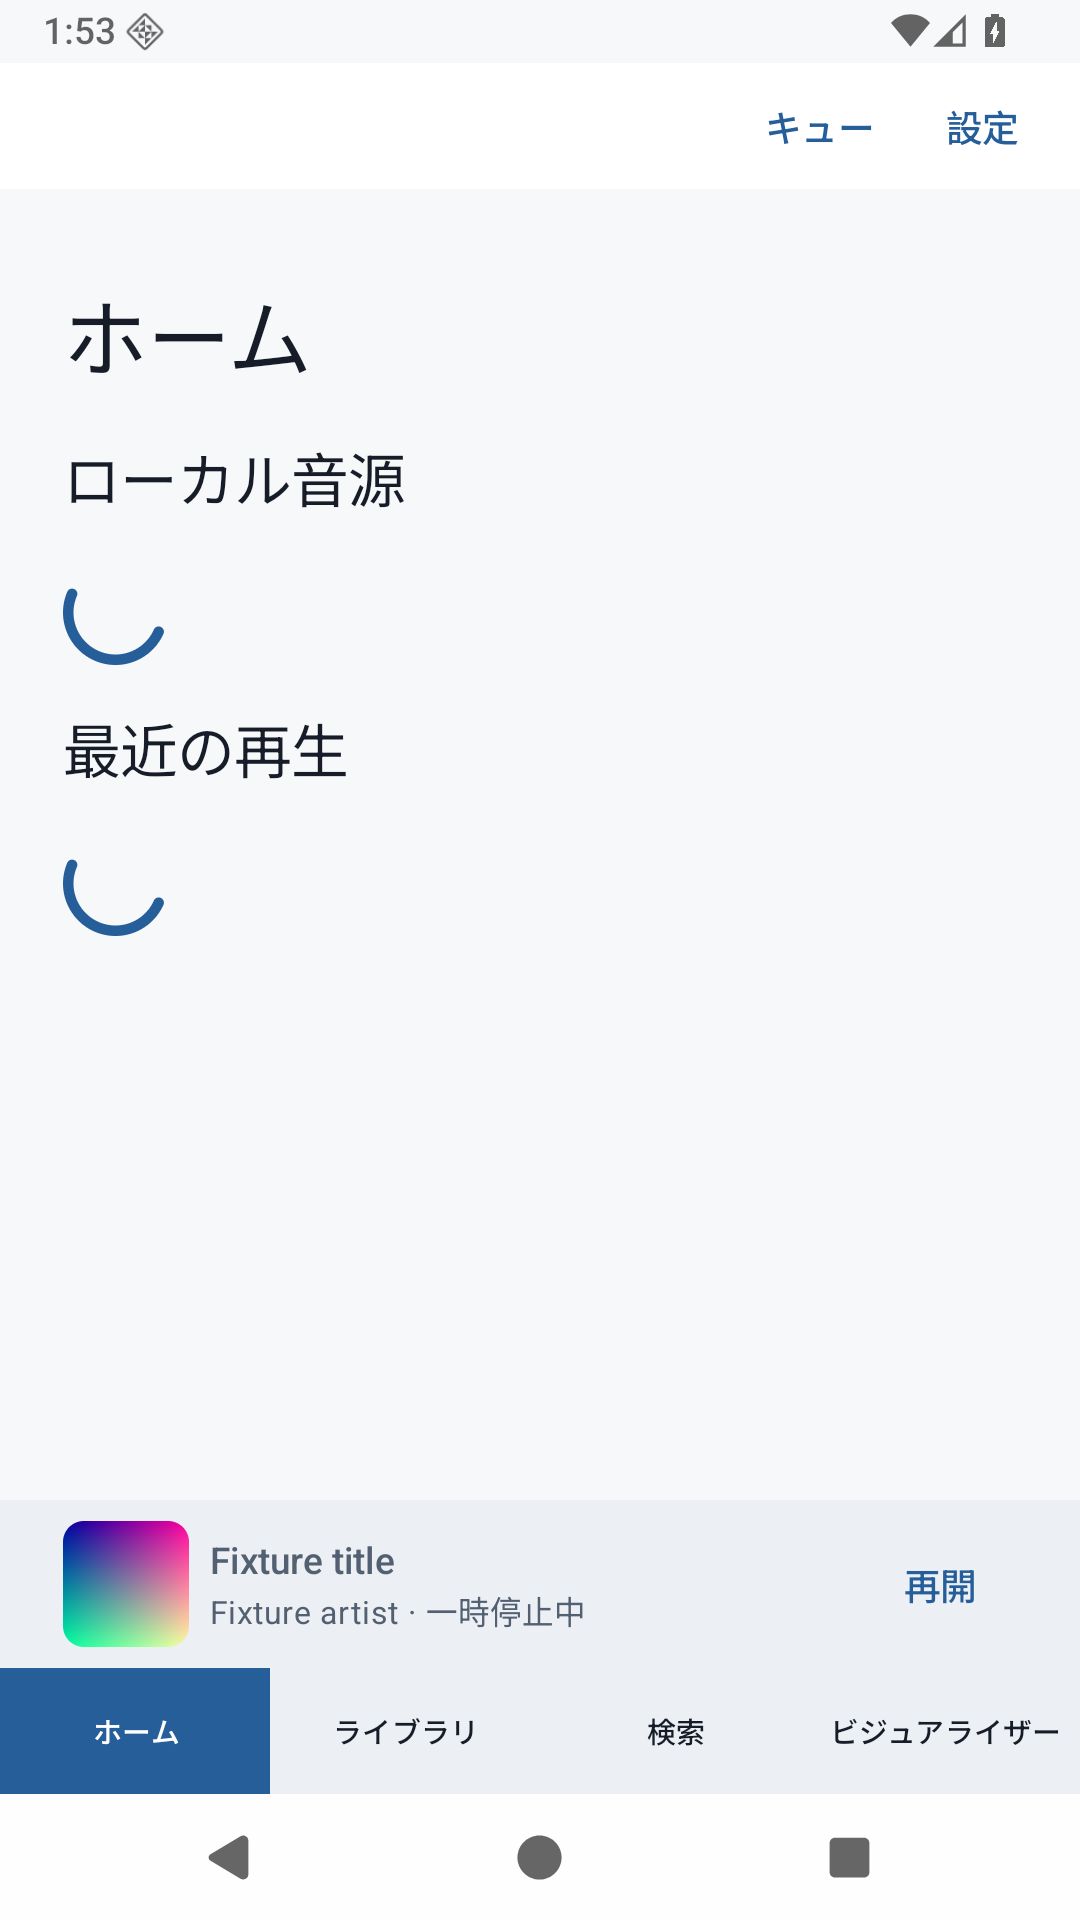 1:53
キュー 設定
ホーム
ローカル音源
最近の再生
Fixture title
Fixture artist · 一時停止中
再開
ホーム ライブラリ 検索 ビジュアライザー